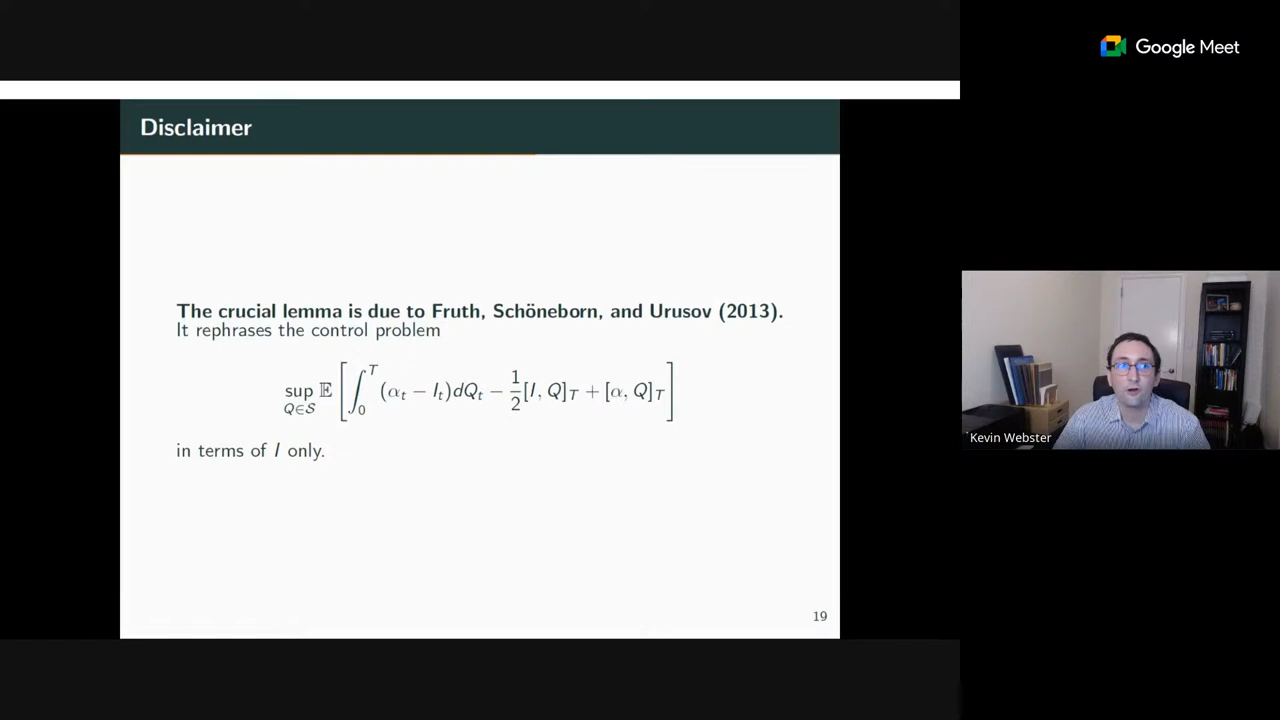 Google Meet
Disclaimer
The crucial lemma is due to Fruth, Schöneborn, and Urusov (2013).
It rephrases the control problem
sup_{Q∈𝒮} 𝔼 [ ∫_0^T (α_t − I_t)dQ_t − 1/2 [I, Q]_T + [α, Q]_T ]
in terms of I only.
Kevin Webster
19